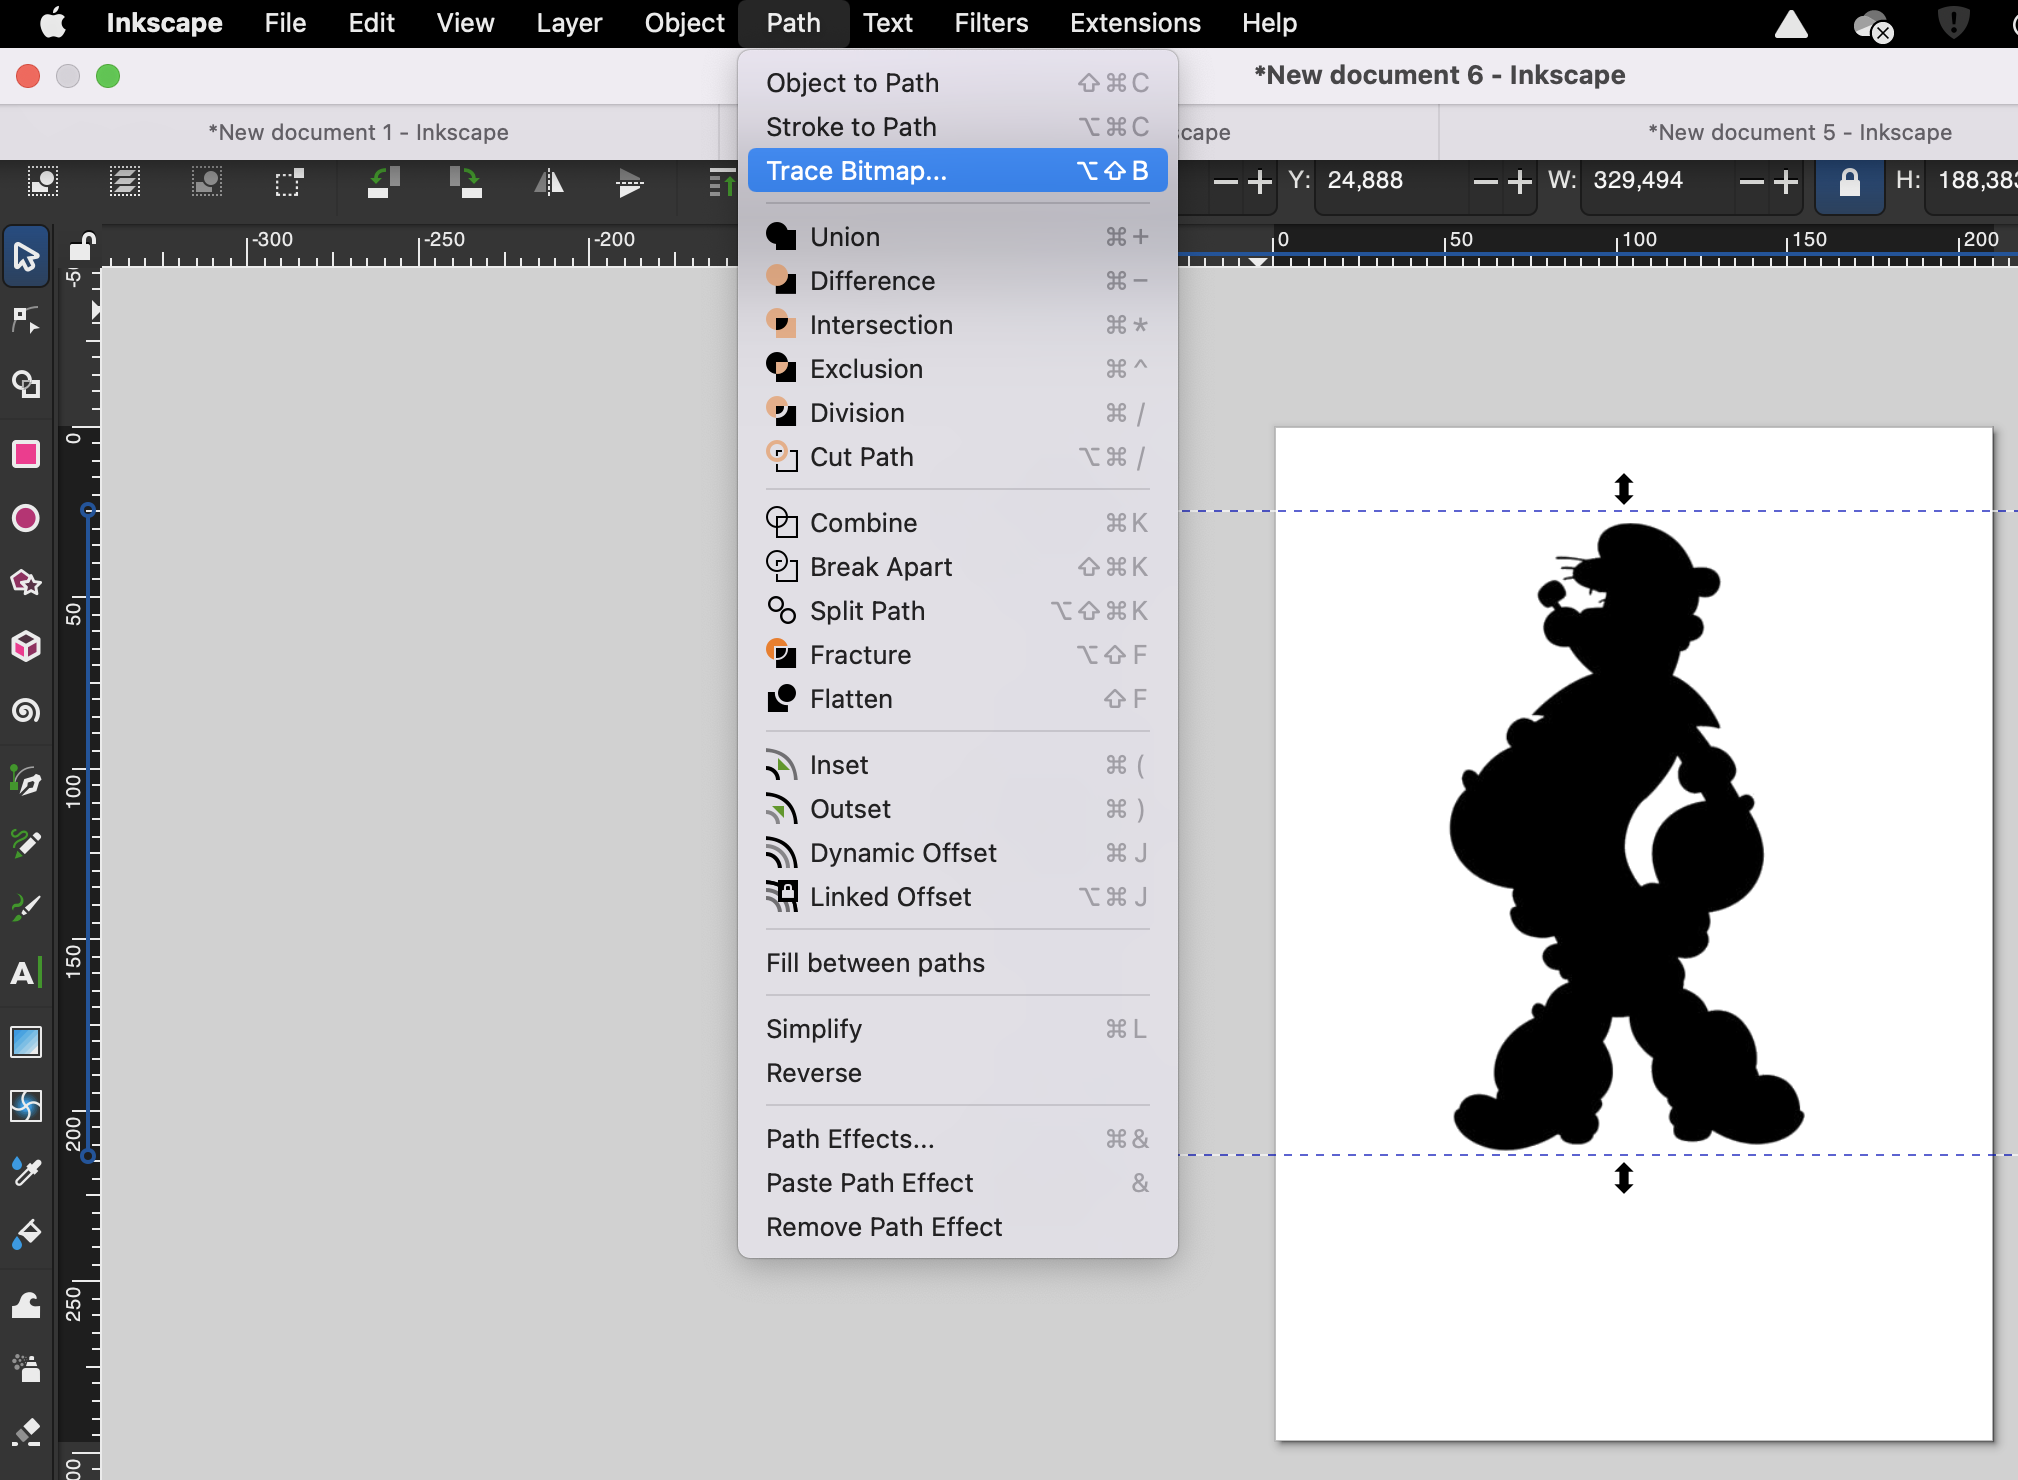 Inkscape File Edit View Layer Object Path Text Filters Extensions Help
*New document 6 - Inkscape
*New document 1 - Inkscape
scape
*New document 5 - Inkscape
Y: 24,888 W: 329,494 H: 188,383
-300 -250 -200 0 50 100 150 200
Object to Path ⇧⌘C
Stroke to Path ⌥⌘C
Trace Bitmap... ⌥⇧B
Union ⌘+
Difference ⌘−
Intersection ⌘*
Exclusion ⌘^
Division ⌘/
Cut Path ⌥⌘/
Combine ⌘K
Break Apart ⇧⌘K
Split Path ⌥⇧⌘K
Fracture ⌥⇧F
Flatten ⇧F
Inset ⌘(
Outset ⌘)
Dynamic Offset ⌘J
Linked Offset ⌥⌘J
Fill between paths
Simplify ⌘L
Reverse
Path Effects... ⌘&
Paste Path Effect &
Remove Path Effect
0
50
100
150
200
250